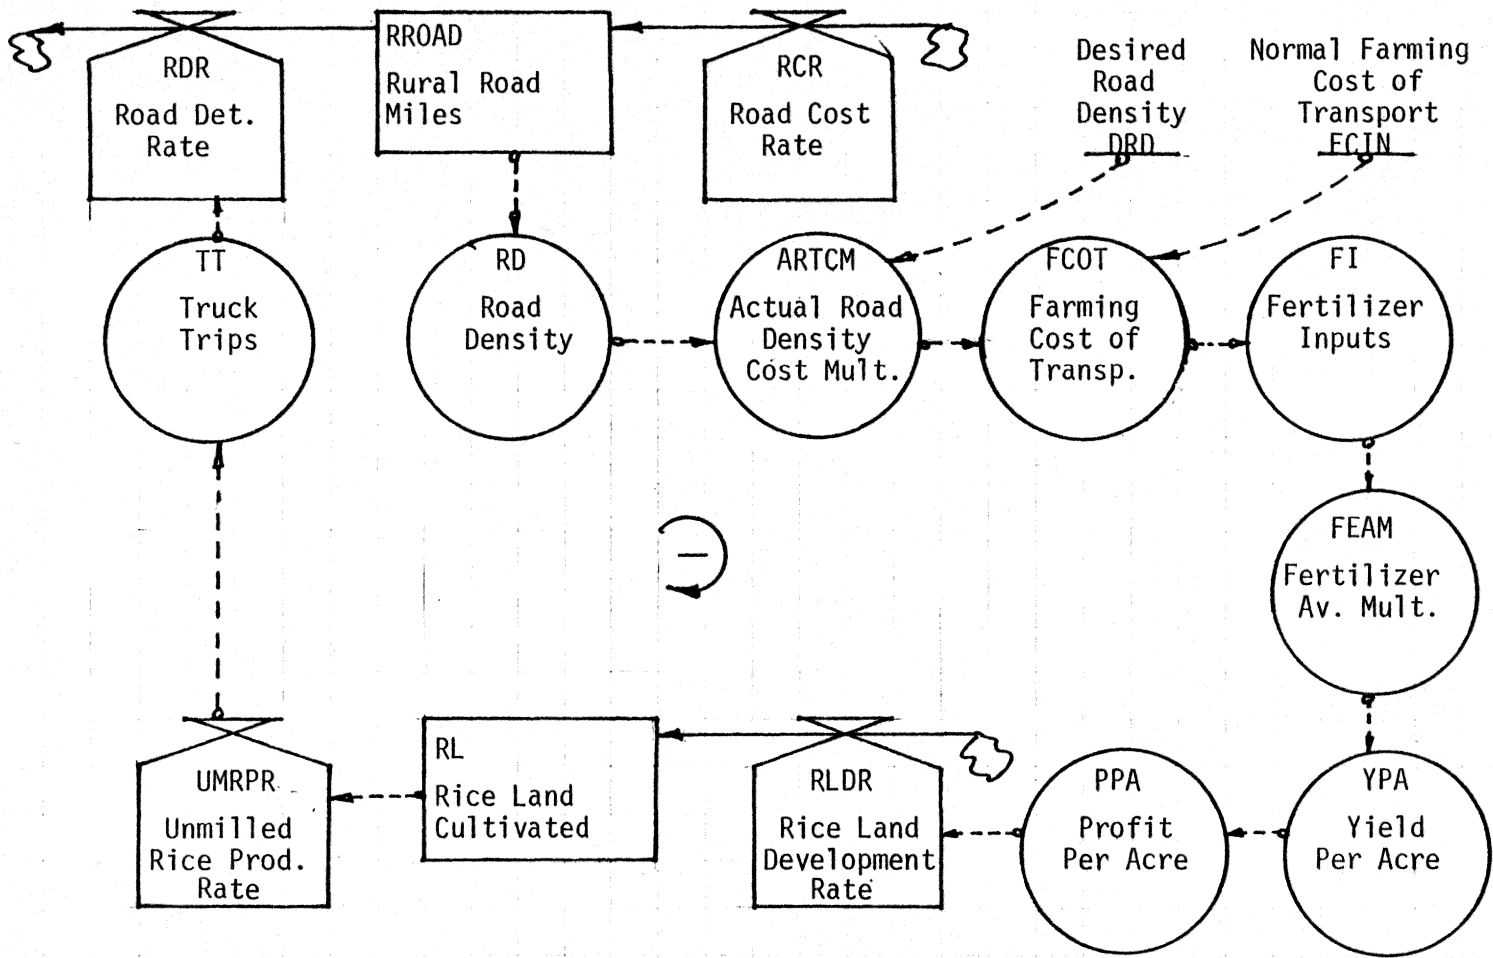 RDR
Road Det.
Rate
RROAD
Rural Road
Miles
RCR
Road Cost
Rate
Desired
Road
Density
DRD
Normal Farming
Cost of
Transport
FCIN
TT
Truck
Trips
RD
Road
Density
ARTCM
Actual Road
Density
Cost Mult.
FCOT
Farming
Cost of
Transp.
FI
Fertilizer
Inputs
FEAM
Fertilizer
Av. Mult.
UMRPR
Unmilled
Rice Prod.
Rate
RL
Rice Land
Cultivated
RLDR
Rice Land
Development
Rate
PPA
Profit
Per Acre
YPA
Yield
Per Acre